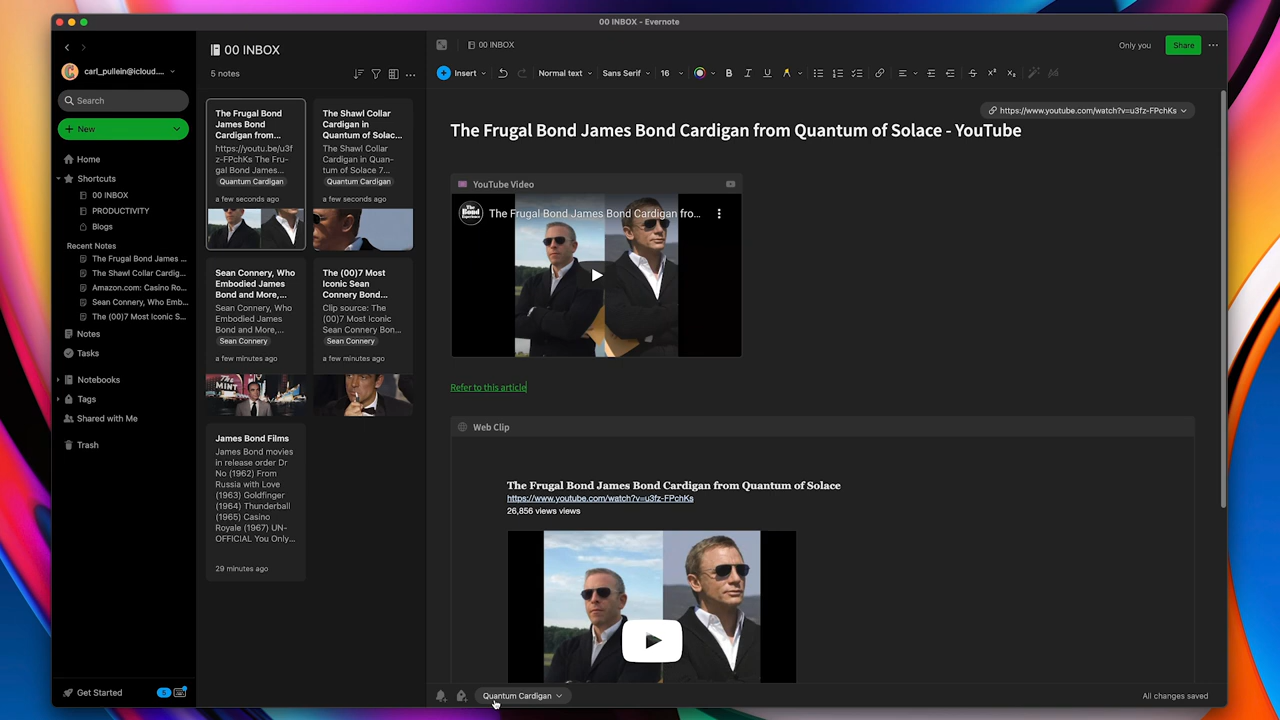 00 INBOX - Evernote
carl_pullein@icloud....
Search
New
Home
Shortcuts
00 INBOX
PRODUCTIVITY
Blogs
Recent Notes
The Frugal Bond James ...
The Shawl Collar Cardig...
Amazon.com: Casino Ro...
Sean Connery, Who Emb...
The (00)7 Most Iconic S...
Notes
Tasks
Notebooks
Tags
Shared with Me
Trash
Get Started
5
00 INBOX
5 notes
The Frugal Bond
James Bond
Cardigan from...
https://youtu.be/u3f
z-FPchKs The Fru-
gal Bond James...
Quantum Cardigan
a few seconds ago
The Shawl Collar
Cardigan in
Quantum of Solac...
The Shawl Collar
Cardigan in Quan-
tum of Solace 7...
Quantum Cardigan
a few seconds ago
Sean Connery, Who
Embodied James
Bond and More,...
Sean Connery, Who
Embodied James
Bond and More,...
Sean Connery
a few minutes ago
THE
MINT
The (00)7 Most
Iconic Sean
Connery Bond...
Clip source: The
(00)7 Most Iconic
Sean Connery Bon...
Sean Connery
a few minutes ago
James Bond Films
James Bond movies
in release order Dr
No (1962) From
Russia with Love
(1963) Goldfinger
(1964) Thunderball
(1965) Casino
Royale (1967) UN-
OFFICIAL You Only...
29 minutes ago
00 INBOX
Only you
Share
Insert
Normal text
Sans Serif
16
https://www.youtube.com/watch?v=u3fz-FPchKs
The Frugal Bond James Bond Cardigan from Quantum of Solace - YouTube
YouTube Video
The Bond Experience
The Frugal Bond James Bond Cardigan fro...
Refer to this article
Web Clip
The Frugal Bond James Bond Cardigan from Quantum of Solace
https://www.youtube.com/watch?v=u3fz-FPchKs
26,856 views views
Quantum Cardigan
All changes saved